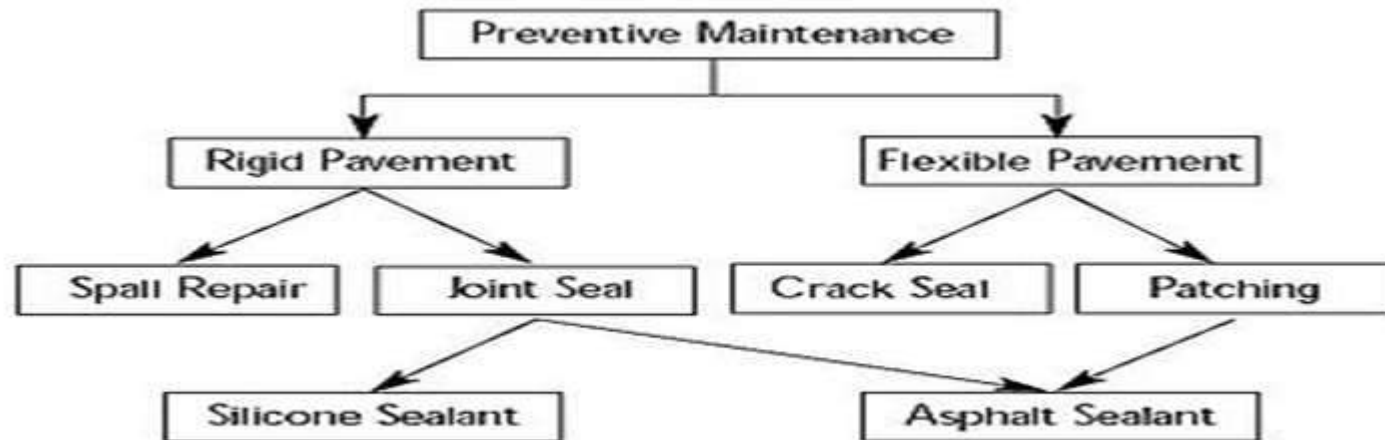 Preventive Maintenance
Rigid Pavement
Flexible Pavement
Spall Repair
Joint Seal
Crack Seal
Patching
Silicone Sealant
Asphalt Sealant